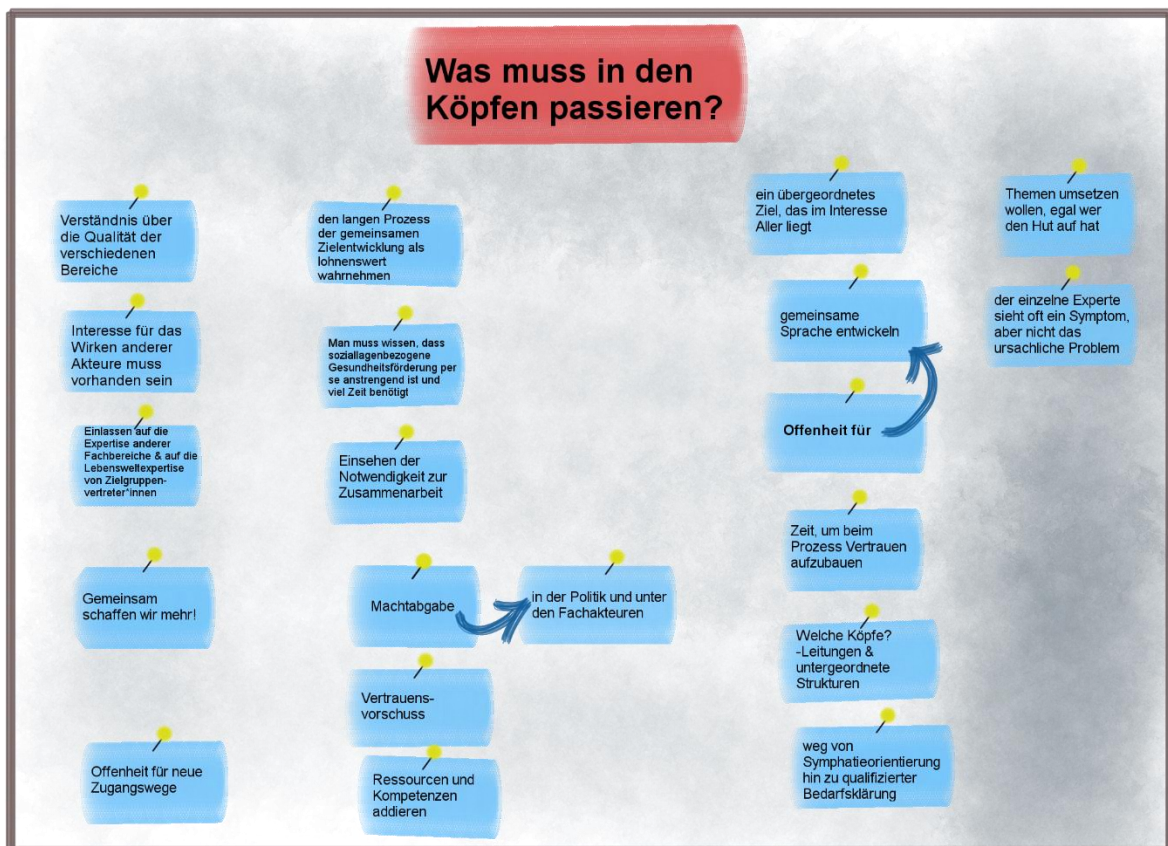 Was muss in den
Köpfen passieren?
Verständnis über
die Qualität der
verschiedenen
Bereiche
Interesse für das
Wirken anderer
Akteure muss
vorhanden sein
Einlassen auf die
Expertise anderer
Fachbereiche & auf die
Lebensweltexpertise
von Zielgruppen-
vertreter*innen
Gemeinsam
schaffen wir mehr!
Offenheit für neue
Zugangswege
den langen Prozess
der gemeinsamen
Zielentwicklung als
lohnenswert
wahrnehmen
Man muss wissen, dass
soziallagenbezogene
Gesundheitsförderung per
se anstrengend ist und
viel Zeit benötigt
Einsehen der
Notwendigkeit zur
Zusammenarbeit
Machtabgabe
in der Politik und unter
den Fachakteuren
Vertrauens-
vorschuss
Ressourcen und
Kompetenzen
addieren
ein übergeordnetes
Ziel, das im Interesse
Aller liegt
gemeinsame
Sprache entwickeln
Offenheit für
Zeit, um beim
Prozess Vertrauen
aufzubauen
Welche Köpfe?
-Leitungen &
untergeordnete
Strukturen
weg von
Symphatieorientierung
hin zu qualifizierter
Bedarfsklärung
Themen umsetzen
wollen, egal wer
den Hut auf hat
der einzelne Experte
sieht oft ein Symptom,
aber nicht das
ursachliche Problem